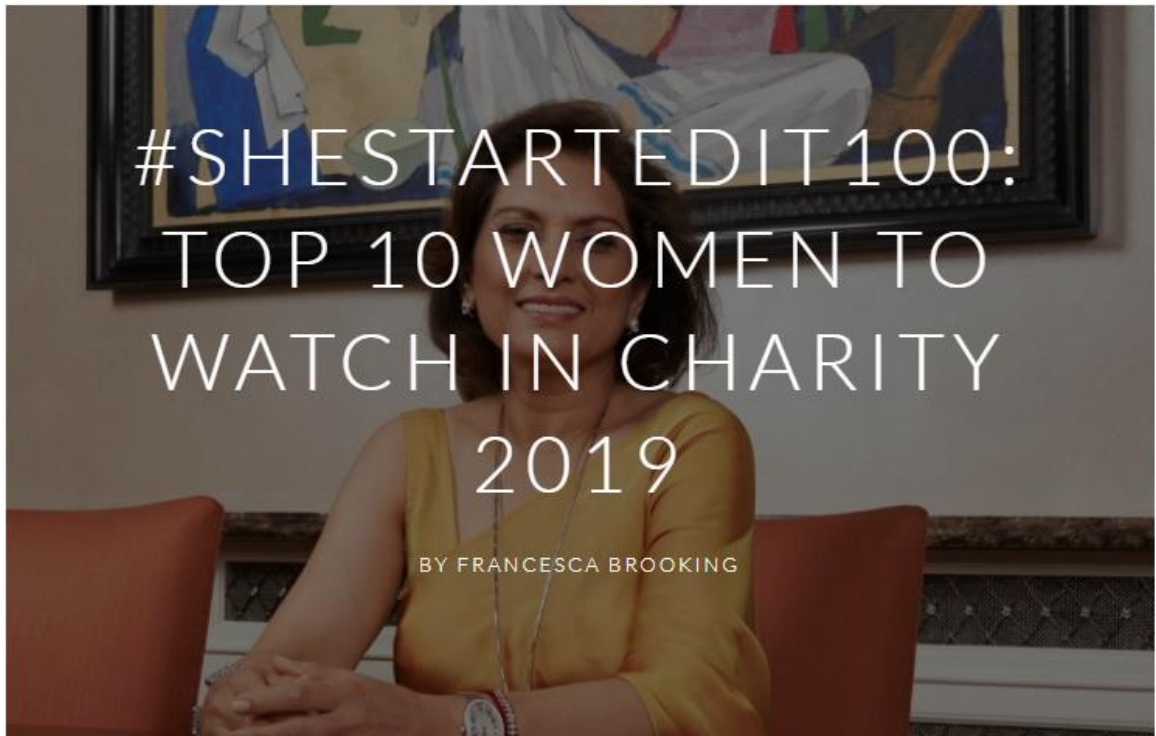 #SHESTARTEDIT100:
TOP 10 WOMEN TO
WATCH IN CHARITY
2019
BY FRANCESCA BROOKING